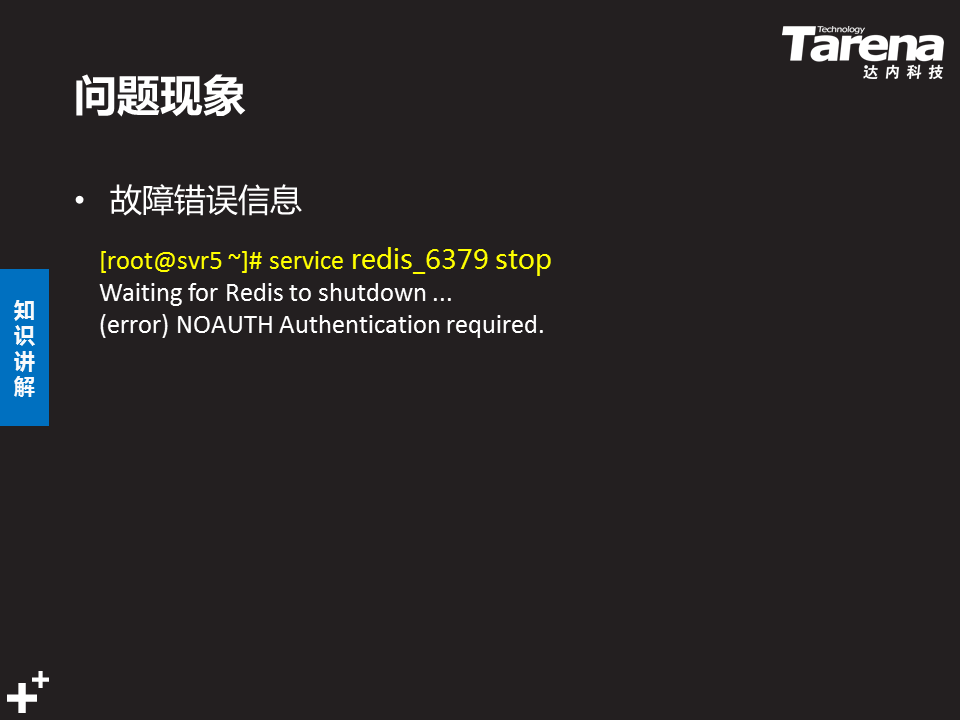 Technology
Tarena
达内科技
问题现象
• 故障错误信息
[root@svr5 ~]# service redis_6379 stop
Waiting for Redis to shutdown ...
(error) NOAUTH Authentication required.
知识讲解